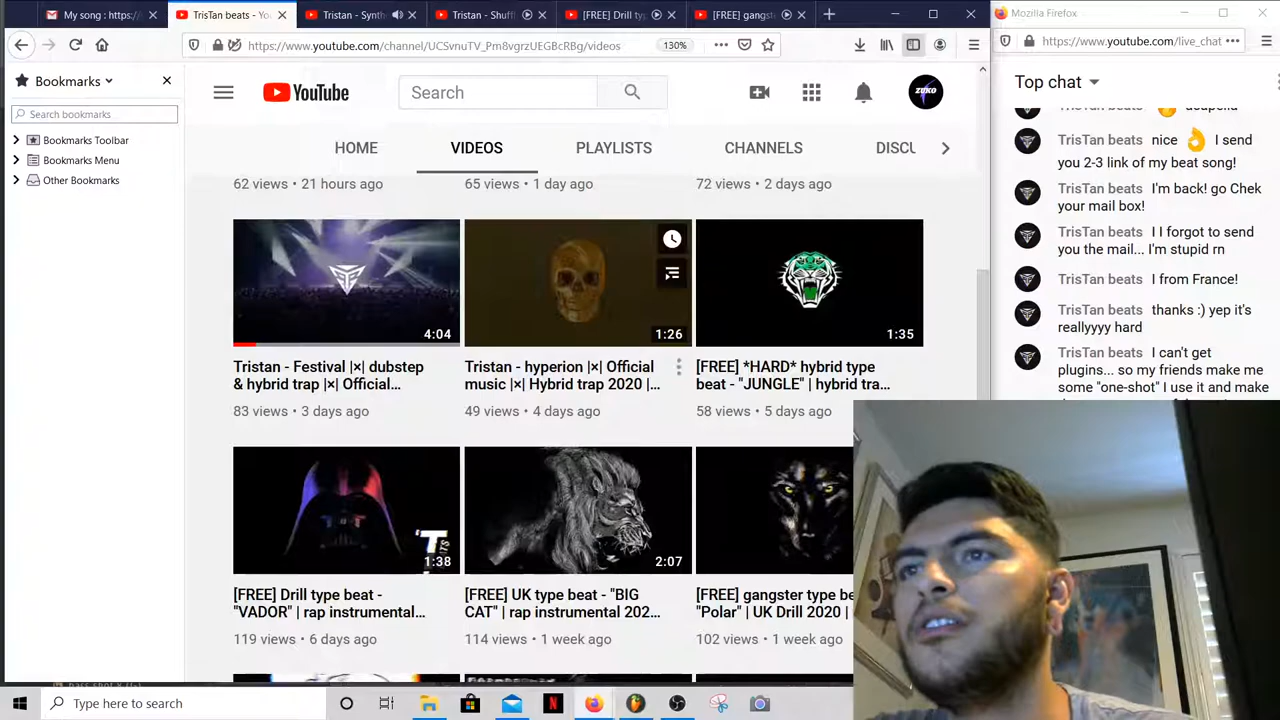 My song : https://w
TrisTan beats - Yo
Tristan - Synth
Tristan - Shuff
[FREE] Drill typ
[FREE] gangst
Mozilla Firefox
https://www.youtube.com/channel/UCSvnuTV_Pm8vgrzUEGBcRBg/videos
130%
https://www.youtube.com/live_chat
Bookmarks
Search bookmarks
Bookmarks Toolbar
Bookmarks Menu
Other Bookmarks
YouTube
Search
ZUKO
HOME
VIDEOS
PLAYLISTS
CHANNELS
DISCU
62 views • 21 hours ago
65 views • 1 day ago
72 views • 2 days ago
4:04
1:26
1:35
Tristan - Festival |×| dubstep
& hybrid trap |×| Official...
83 views • 3 days ago
Tristan - hyperion |×| Official
music |×| Hybrid trap 2020 |...
49 views • 4 days ago
[FREE] *HARD* hybrid type
beat - "JUNGLE" | hybrid tra...
58 views • 5 days ago
1:38
2:07
[FREE] Drill type beat -
"VADOR" | rap instrumental...
119 views • 6 days ago
[FREE] UK type beat - "BIG
CAT" | rap instrumental 202...
114 views • 1 week ago
[FREE] gangster type be
"Polar" | UK Drill 2020 |
102 views • 1 week ago
Top chat
TrisTan beats nice 👌 I send
you 2-3 link of my beat song!
TrisTan beats I'm back! go Chek
your mail box!
TrisTan beats I I forgot to send
you the mail... I'm stupid rn
TrisTan beats I from France!
TrisTan beats thanks :) yep it's
reallyyyy hard
TrisTan beats I can't get
plugins... so my friends make me
some "one-shot" I use it and make
Type here to search